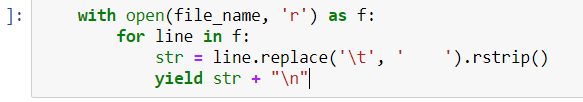 ]:
with open(file_name, 'r') as f:
    for line in f:
        str = line.replace('\t', '    ').rstrip()
        yield str + "\n"